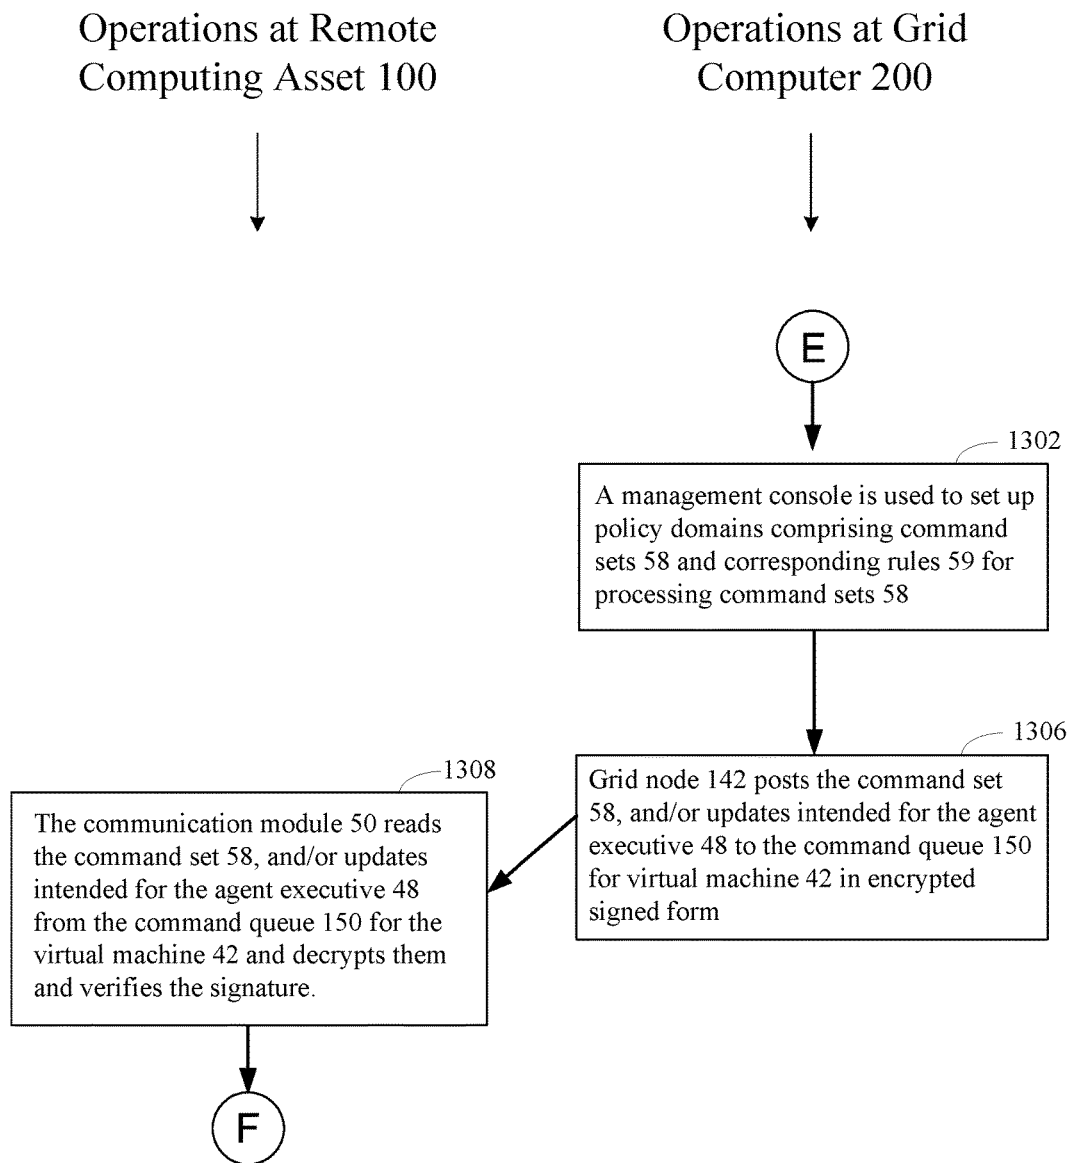 Operations at Remote
Computing Asset 100
Operations at Grid
Computer 200
E
1302
A management console is used to set up
policy domains comprising command
sets 58 and corresponding rules 59 for
processing command sets 58
1306
Grid node 142 posts the command set
58, and/or updates intended for the agent
executive 48 to the command queue 150
for virtual machine 42 in encrypted
signed form
1308
The communication module 50 reads
the command set 58, and/or updates
intended for the agent executive 48
from the command queue 150 for the
virtual machine 42 and decrypts them
and verifies the signature.
F